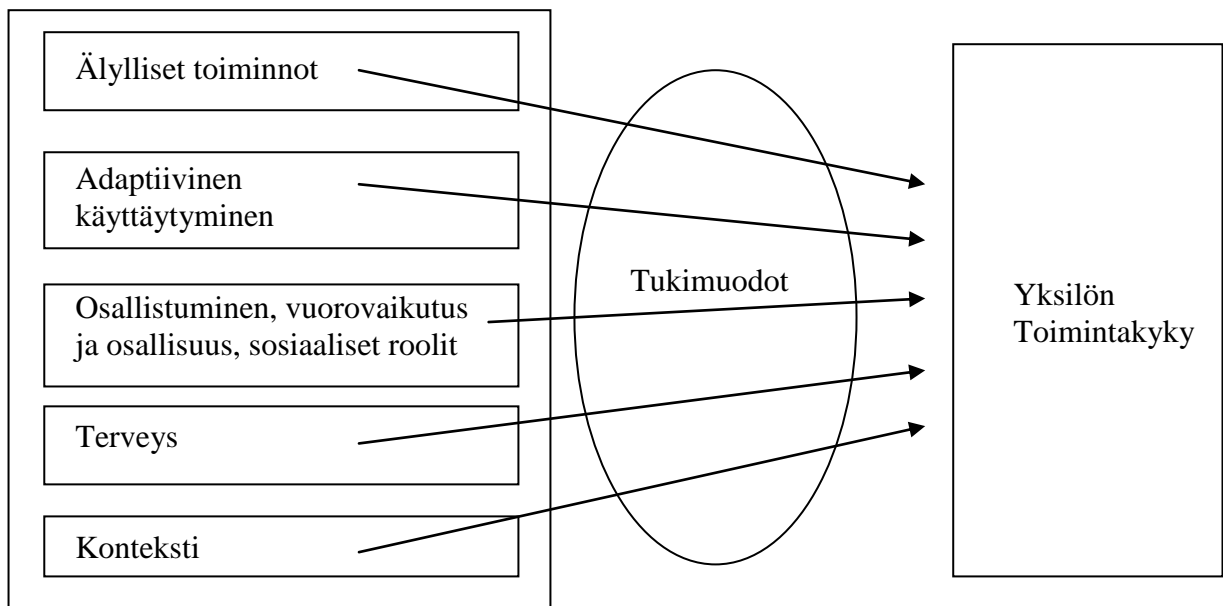 Älylliset toiminnot
Adaptiivinen
käyttäytyminen
Osallistuminen, vuorovaikutus
ja osallisuus, sosiaaliset roolit
Terveys
Konteksti
Tukimuodot
Yksilön
Toimintakyky